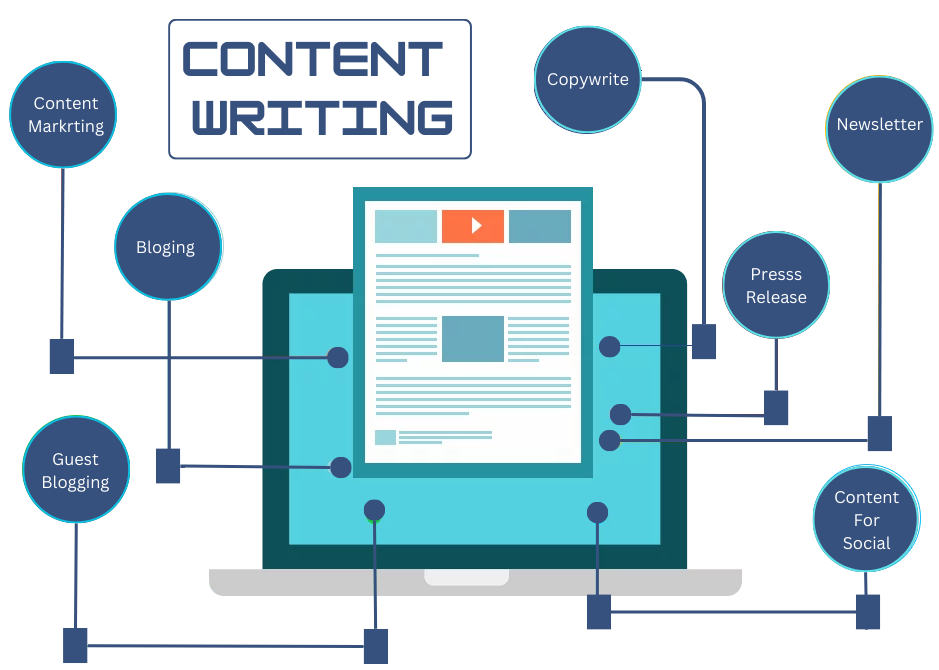 CONTENT
WRITING
Copywrite
Content
Markrting
Newsletter
Bloging
Presss
Release
Guest
Blogging
Content
For
Social